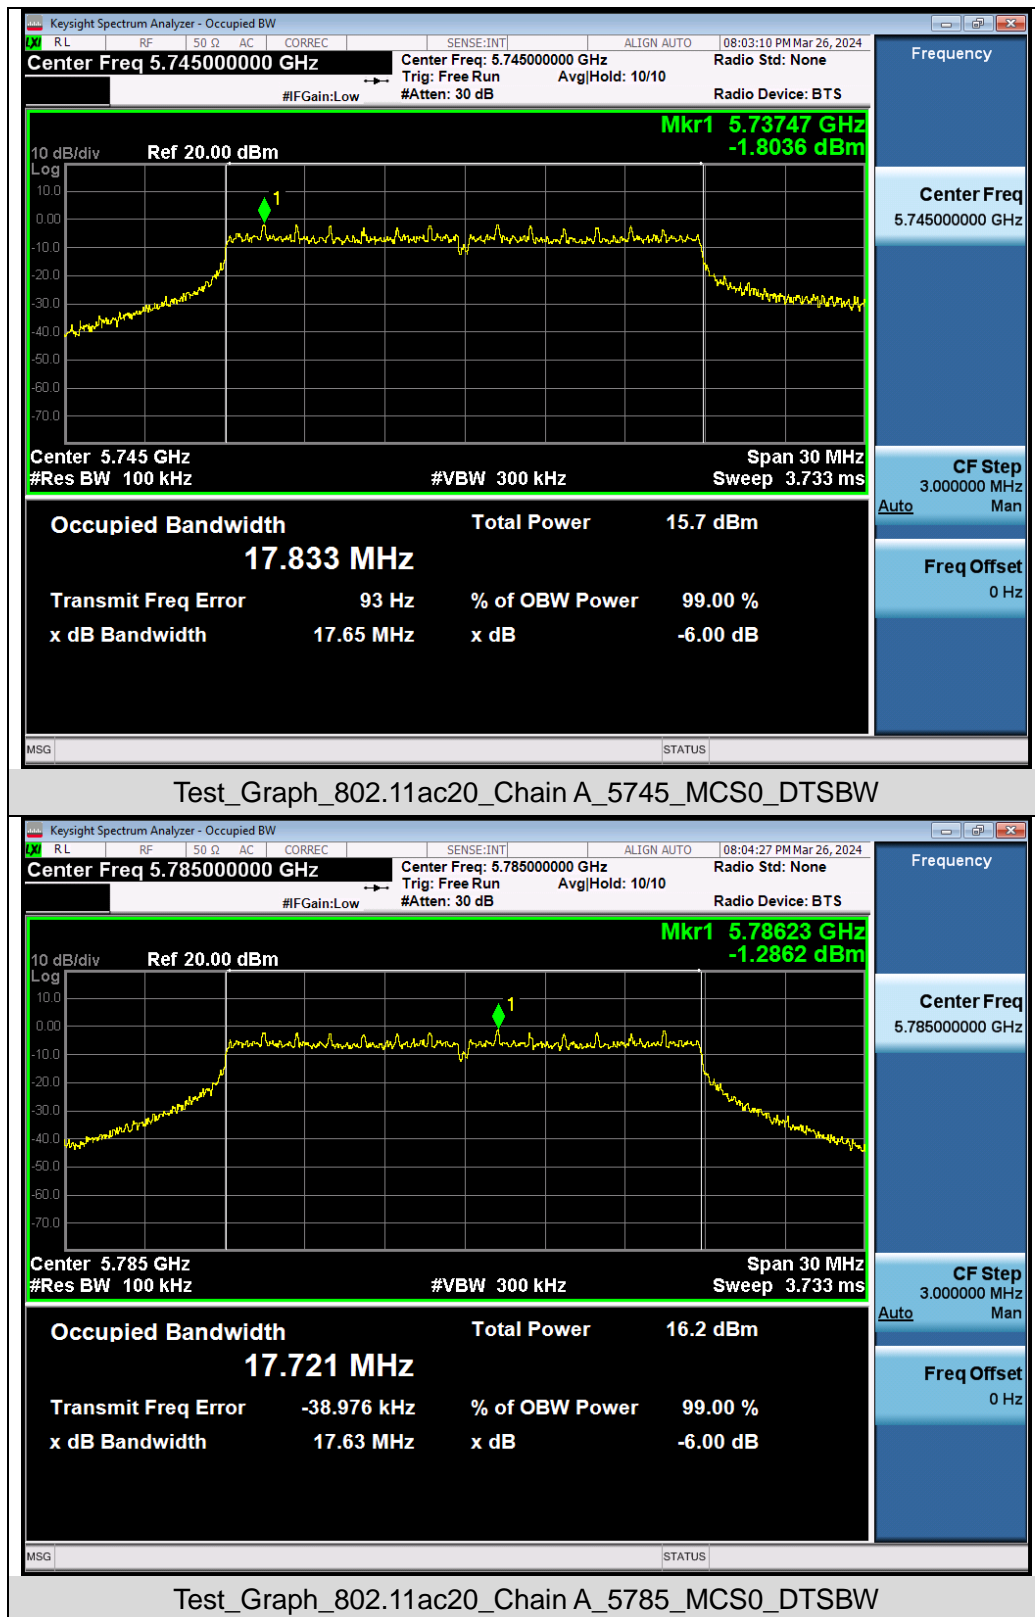 Keysight Spectrum Analyzer - Occupied BW
LXI RL RF 50 Ω AC CORREC SENSE:INT ALIGN AUTO 08:03:10 PM Mar 26, 2024
Center Freq 5.745000000 GHz Center Freq: 5.745000000 GHz Radio Std: None
Trig: Free Run Avg|Hold: 10/10
#IFGain:Low #Atten: 30 dB Radio Device: BTS
Frequency
Mkr1 5.73747 GHz
-1.8036 dBm
10 dB/div Ref 20.00 dBm
Log
10.0
0.00
-10.0
-20.0
-30.0
-40.0
-50.0
-60.0
-70.0
1
Center 5.745 GHz Span 30 MHz
#Res BW 100 kHz #VBW 300 kHz Sweep 3.733 ms
Center Freq
5.745000000 GHz
CF Step
3.000000 MHz
Auto Man
Freq Offset
0 Hz
Occupied Bandwidth Total Power 15.7 dBm
17.833 MHz
Transmit Freq Error 93 Hz % of OBW Power 99.00 %
x dB Bandwidth 17.65 MHz x dB -6.00 dB
MSG STATUS
Test_Graph_802.11ac20_Chain A_5745_MCS0_DTSBW
Keysight Spectrum Analyzer - Occupied BW
LXI RL RF 50 Ω AC CORREC SENSE:INT ALIGN AUTO 08:04:27 PM Mar 26, 2024
Center Freq 5.785000000 GHz Center Freq: 5.785000000 GHz Radio Std: None
Trig: Free Run Avg|Hold: 10/10
#IFGain:Low #Atten: 30 dB Radio Device: BTS
Frequency
Mkr1 5.78623 GHz
-1.2862 dBm
10 dB/div Ref 20.00 dBm
Log
10.0
0.00
-10.0
-20.0
-30.0
-40.0
-50.0
-60.0
-70.0
1
Center 5.785 GHz Span 30 MHz
#Res BW 100 kHz #VBW 300 kHz Sweep 3.733 ms
Center Freq
5.785000000 GHz
CF Step
3.000000 MHz
Auto Man
Freq Offset
0 Hz
Occupied Bandwidth Total Power 16.2 dBm
17.721 MHz
Transmit Freq Error -38.976 kHz % of OBW Power 99.00 %
x dB Bandwidth 17.63 MHz x dB -6.00 dB
MSG STATUS
Test_Graph_802.11ac20_Chain A_5785_MCS0_DTSBW